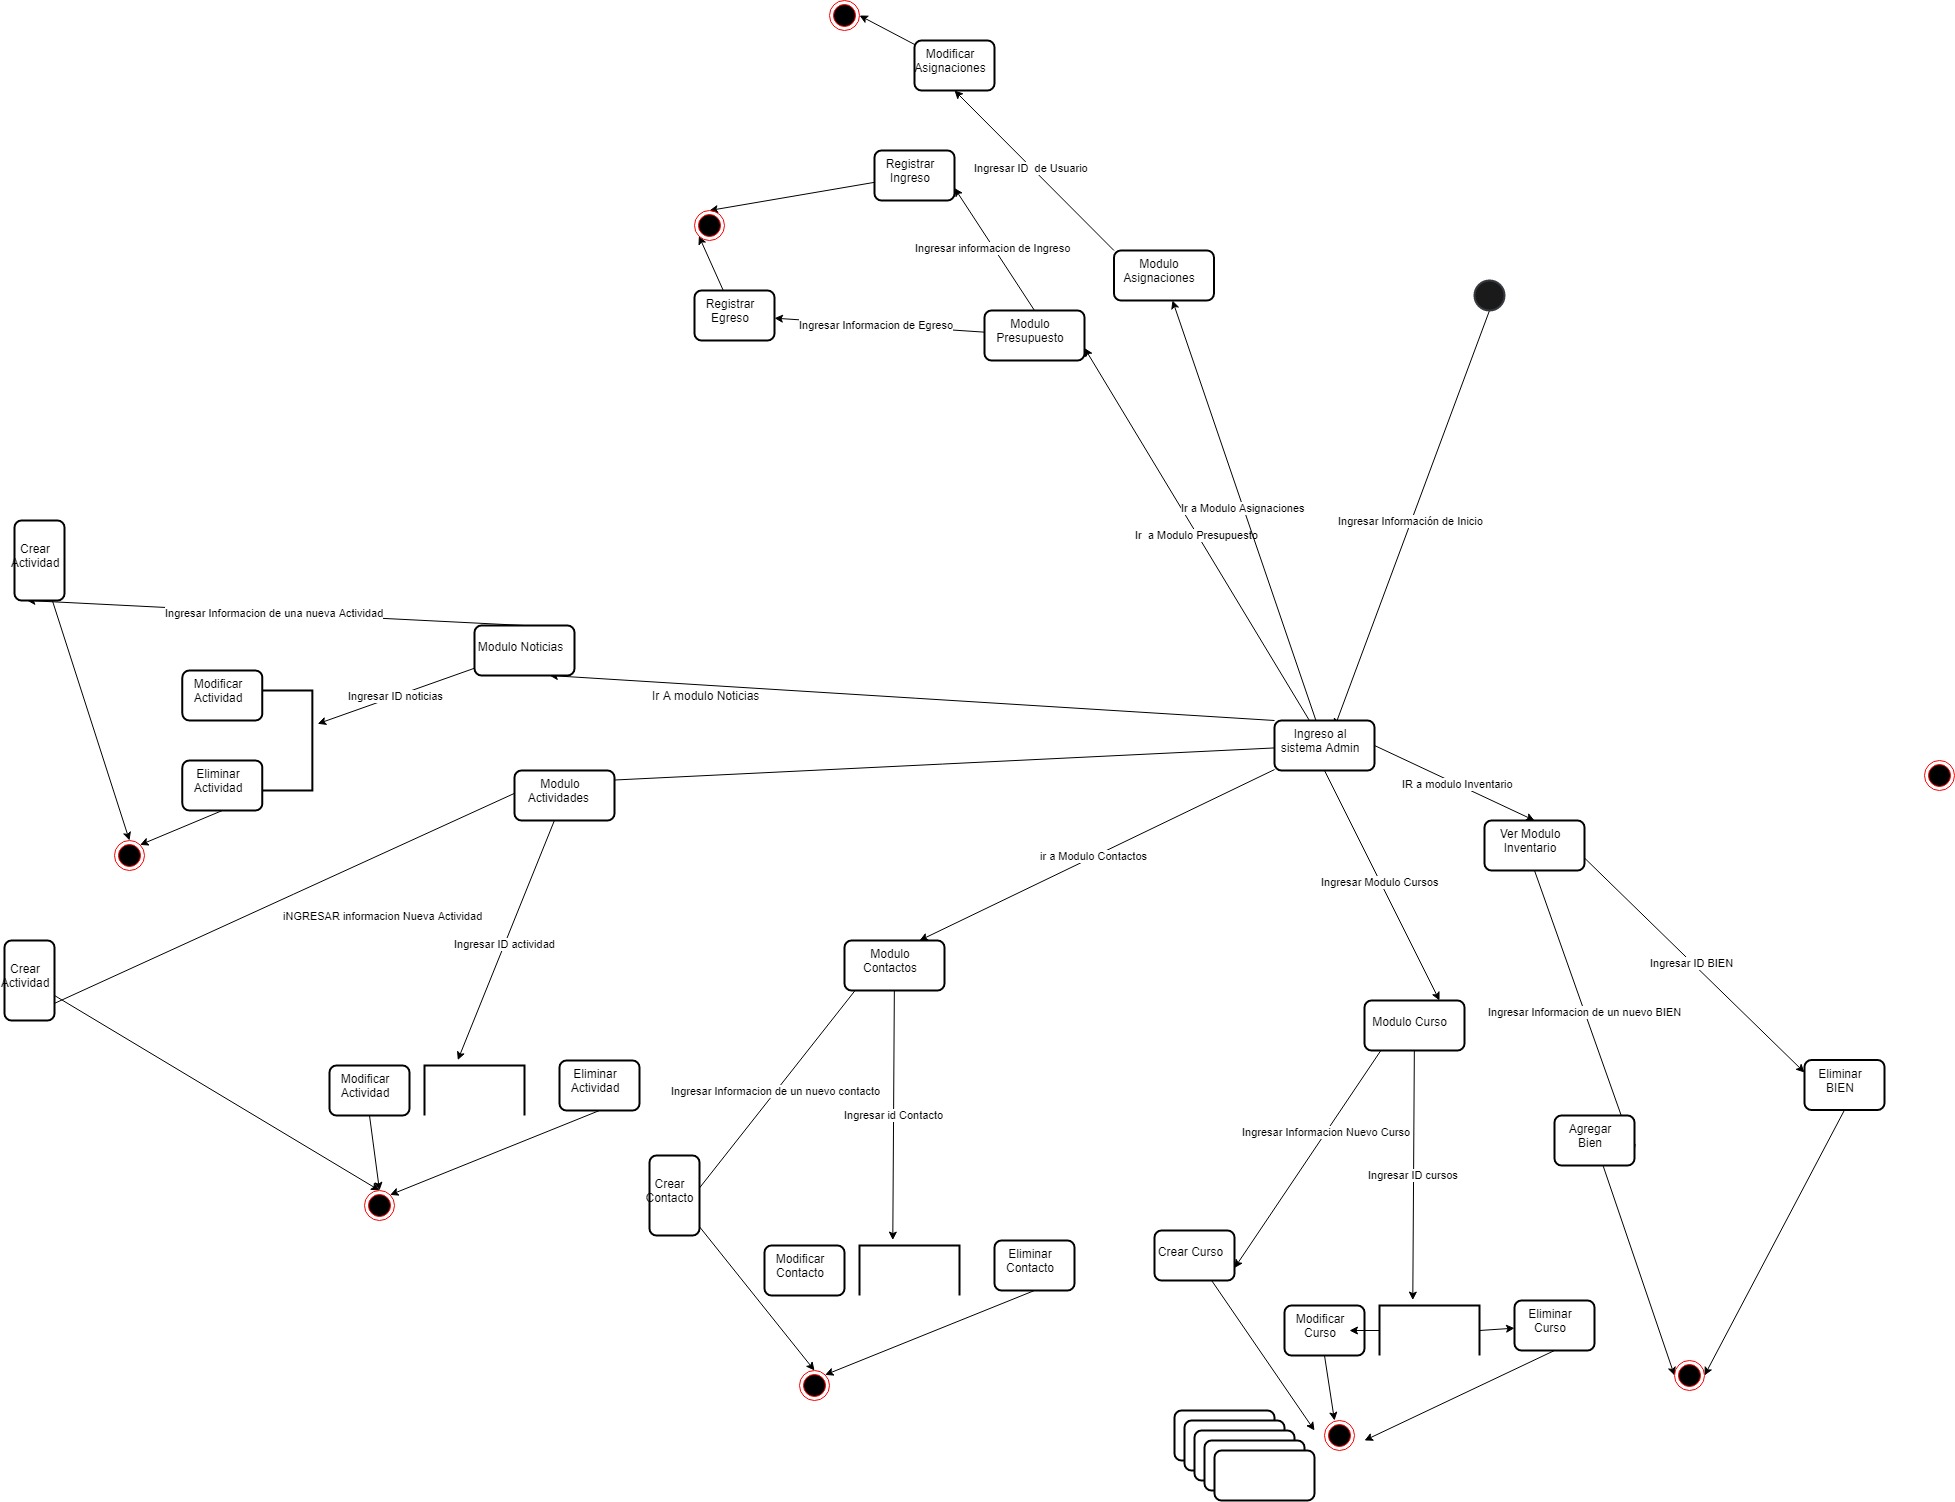 Modificar
Asignaciones
Registrar
Ingreso
Ingresar ID  de Usuario
Ingresar informacion de Ingreso
Modulo
Asignaciones
Registrar
Egreso
Ingresar Informacion de Egreso
Modulo
Presupuesto
Ir a Modulo Asignaciones
Ingresar Información de Inicio
Ir  a Modulo Presupuesto
Crear
Actividad
Ingresar Informacion de una nueva Actividad
Modulo Noticias
Modificar
Actividad
Ingresar ID noticias
Ir A modulo Noticias
Ingreso al
sistema Admin
Eliminar
Actividad
Modulo
Actividades
IR a modulo Inventario
Ver Modulo
Inventario
ir a Modulo Contactos
Ingresar Modulo Cursos
iNGRESAR informacion Nueva Actividad
Ingresar ID actividad
Crear
Actividad
Modulo
Contactos
Ingresar ID BIEN
Modulo Curso
Ingresar Informacion de un nuevo BIEN
Modificar
Actividad
Eliminar
Actividad
Ingresar Informacion de un nuevo contacto
Ingresar id Contacto
Eliminar
BIEN
Ingresar Informacion Nuevo Curso
Agregar
Bien
Ingresar ID cursos
Crear
Contacto
Modificar
Contacto
Eliminar
Contacto
Crear Curso
Modificar
Curso
Eliminar
Curso